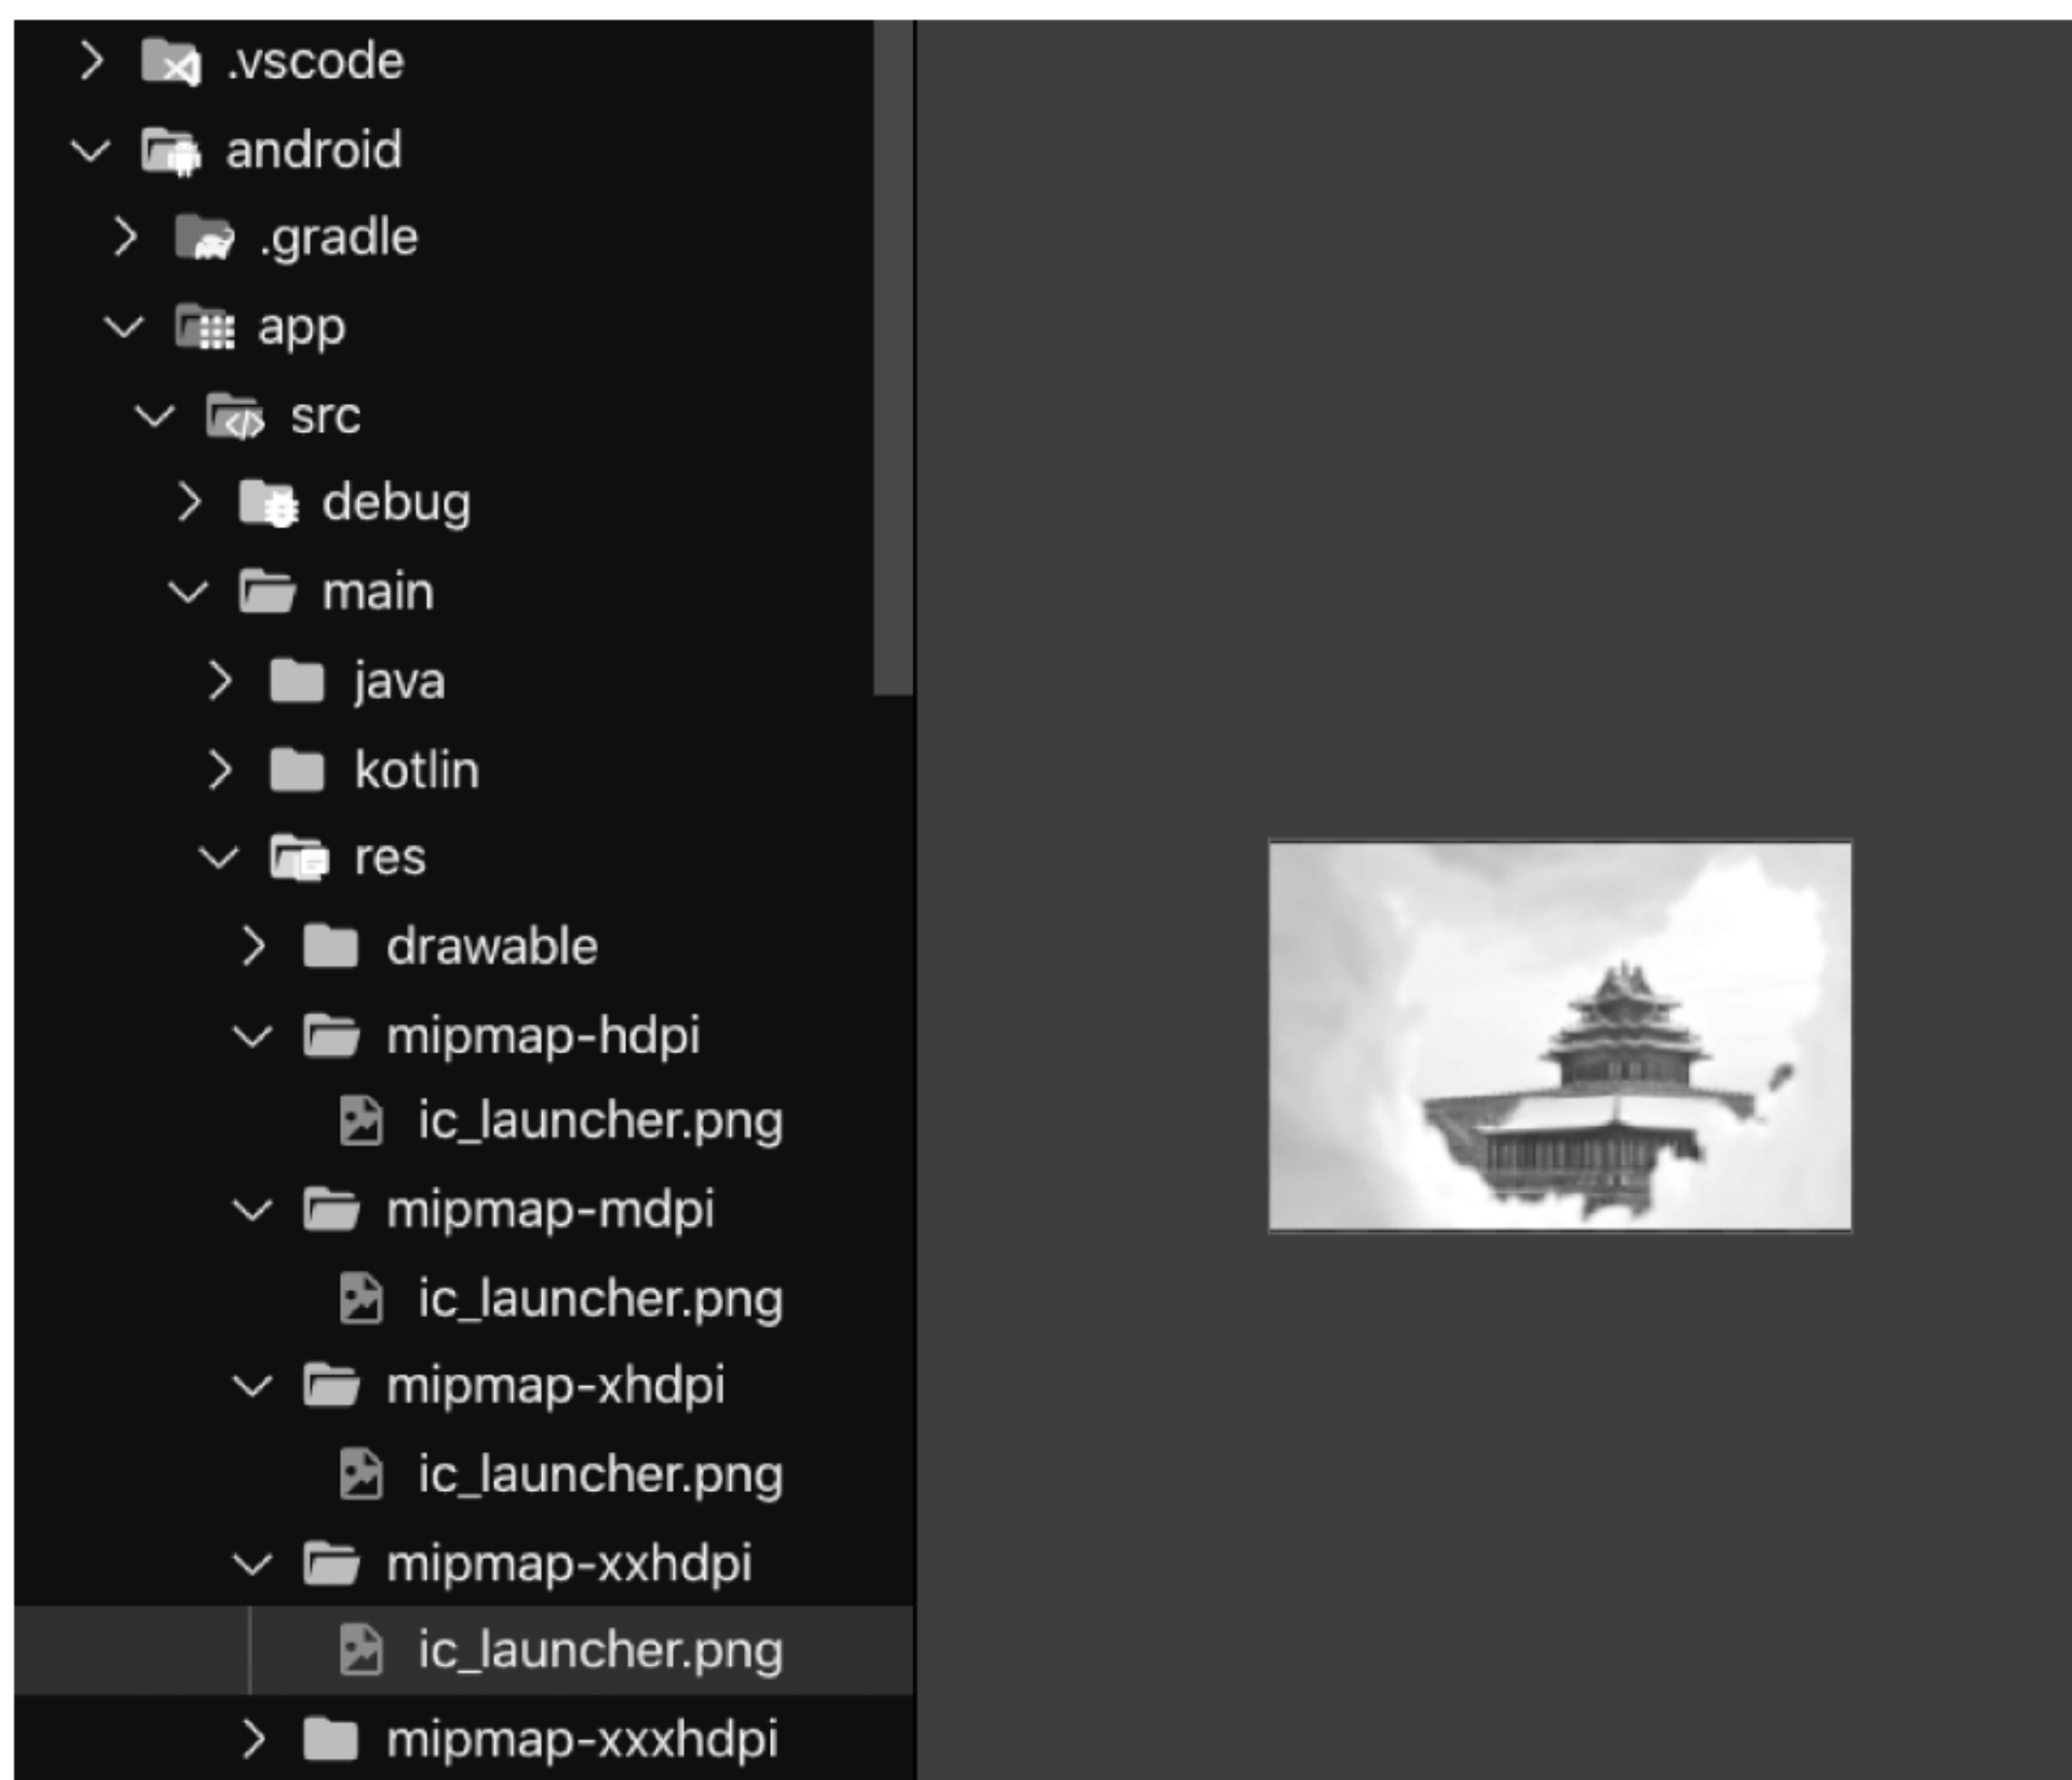 .vscode
android
.gradle
app
src
debug
main
java
kotlin
res
drawable
mipmap-hdpi
ic_launcher.png
mipmap-mdpi
ic_launcher.png
mipmap-xhdpi
ic_launcher.png
mipmap-xxhdpi
ic_launcher.png
mipmap-xxxhdpi